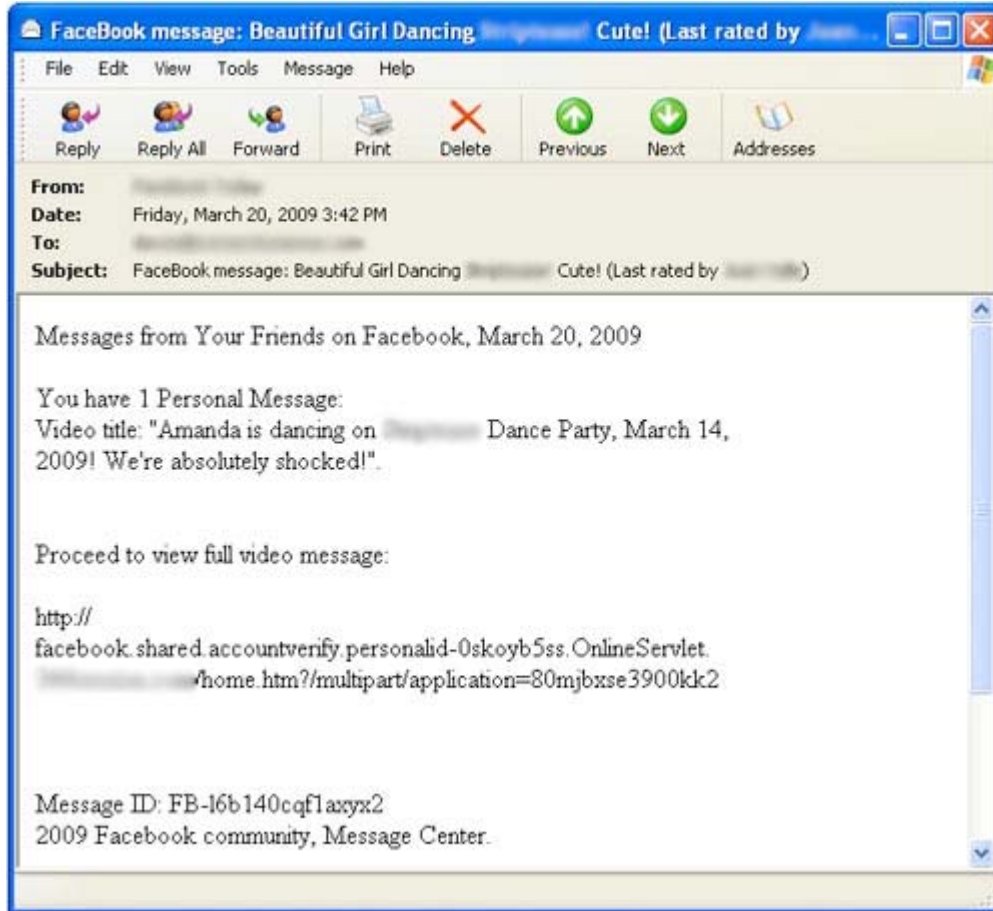 FaceBook message: Beautiful Girl Dancing Cute! (Last rated by ...
File Edit View Tools Message Help
Reply Reply All Forward Print Delete Previous Next Addresses
From:
Date: Friday, March 20, 2009 3:42 PM
To:
Subject: FaceBook message: Beautiful Girl Dancing Cute! (Last rated by )
Messages from Your Friends on Facebook, March 20, 2009
You have 1 Personal Message:
Video title: "Amanda is dancing on Dance Party, March 14,
2009! We're absolutely shocked!".
Proceed to view full video message:
http://
facebook.shared.accountverify.personalid-0skoyb5ss.OnlineServlet.
/home.htm?/multipart/application=80mjbxse3900kk2
Message ID: FB-l6b140cqf1axyx2
2009 Facebook community, Message Center.